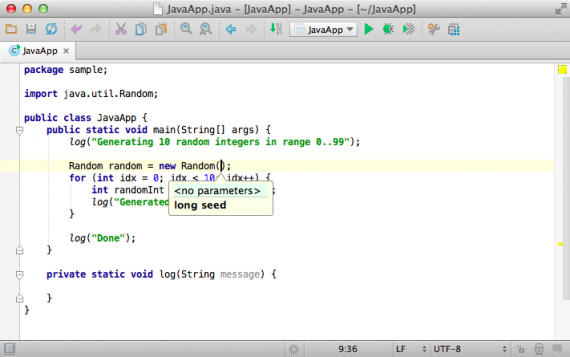 JavaApp.java – [JavaApp] – JavaApp – [~/JavaApp]
JavaApp
JavaApp ×
package sample;
import java.util.Random;
public class JavaApp {
public static void main(String[] args) {
log("Generating 10 random integers in range 0..99");
Random random = new Random();
for (int idx = 0; idx < 10; idx++) {
int randomInt ;
log("Generated
}
<no parameters>
long seed
log("Done");
}
private static void log(String message) {
}
}
9:36 LF UTF-8